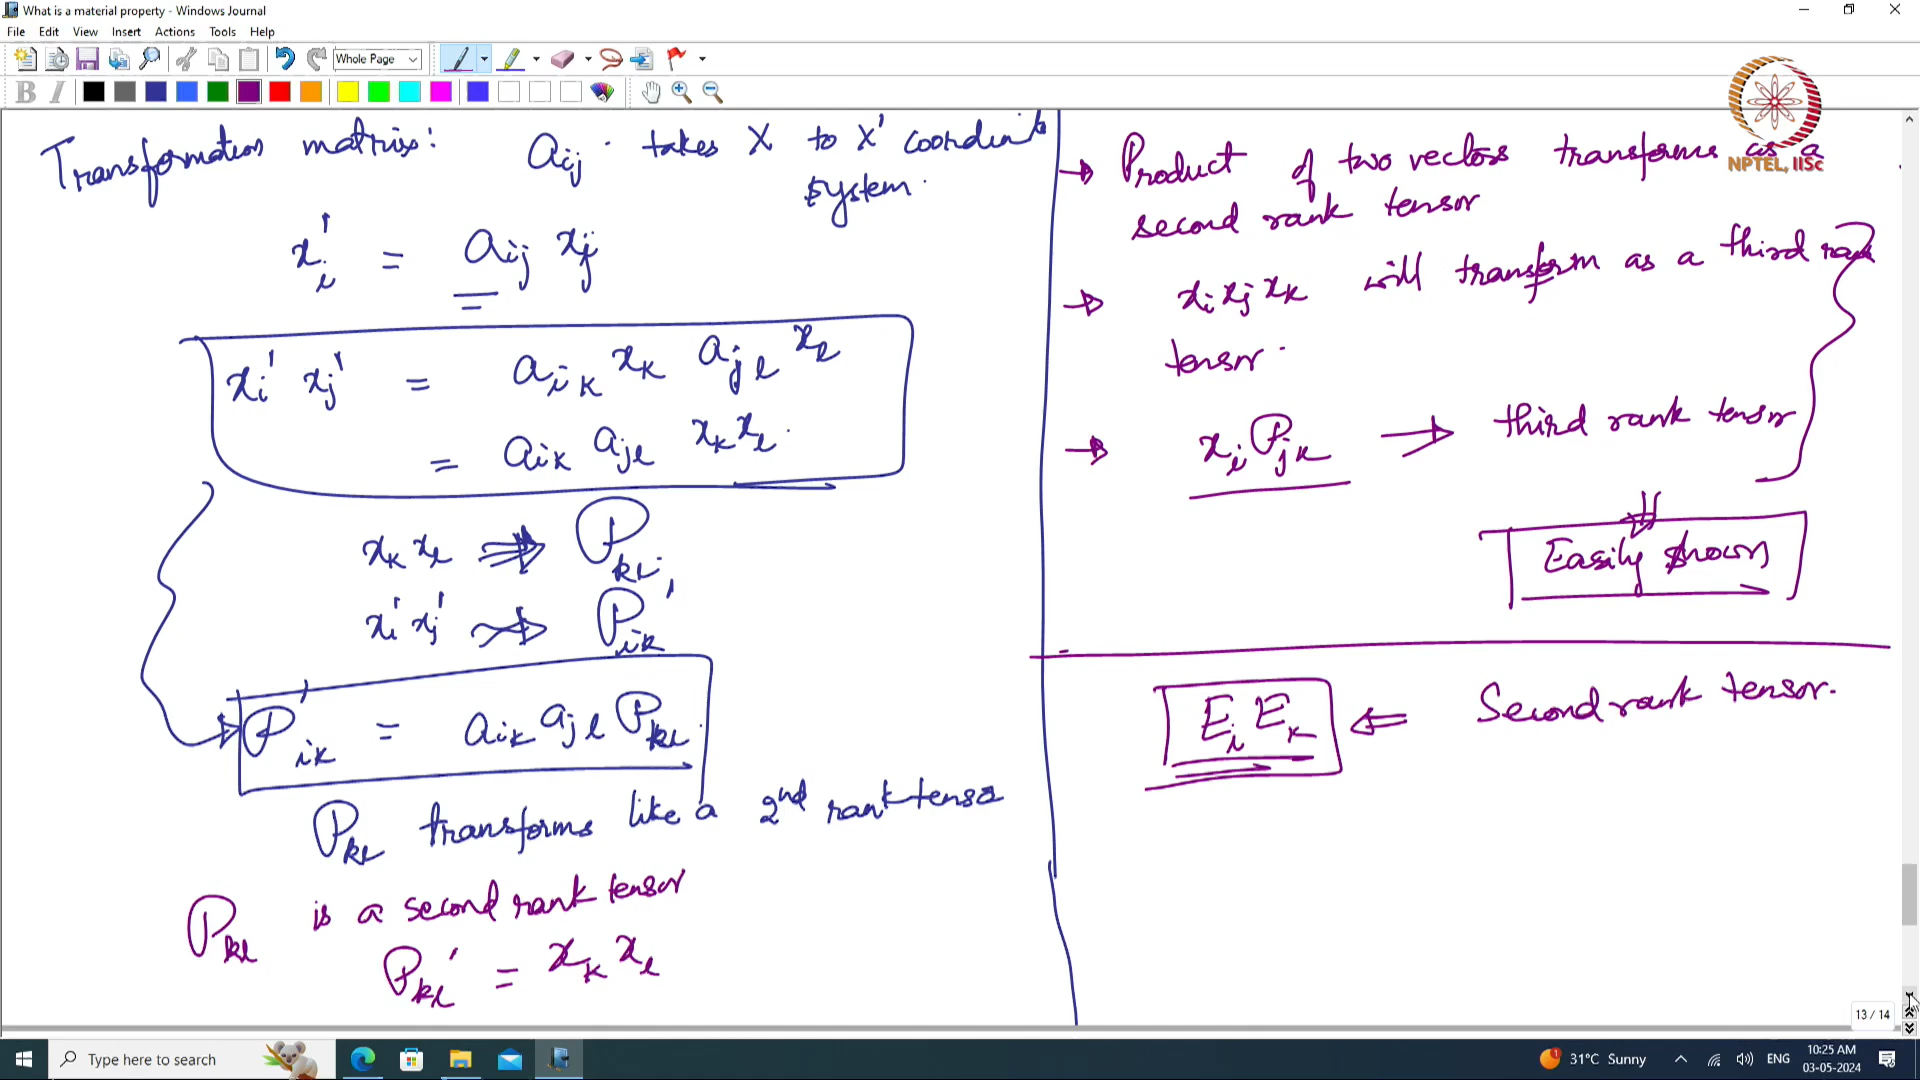 What is a material property - Windows Journal
File Edit View Insert Actions Tools Help
Whole Page
B I
NPTEL, IISc
Transformation matrix: aij takes X to X' coordinate
system.
xi' = aij xj
xi' xj' = aik xk ajl xl
= aik ajl xk xl.
xk xl ⇒ Pkl
xi' xj' → Pik'
P'ik = aik ajl Pkl
Pkl transforms like a 2nd rank tensor
Pkl is a second rank tensor
Pkl' = xk xl
→ Product of two vectors transforms as a
second rank tensor
→ xi xj xk will transform as a third rank
tensor.
→ xi Pjk → third rank tensor
Easily shown
Ei Ek ⇐ Second rank tensor.
13 / 14
Type here to search
1
31°C Sunny
ENG
10:25 AM
03-05-2024